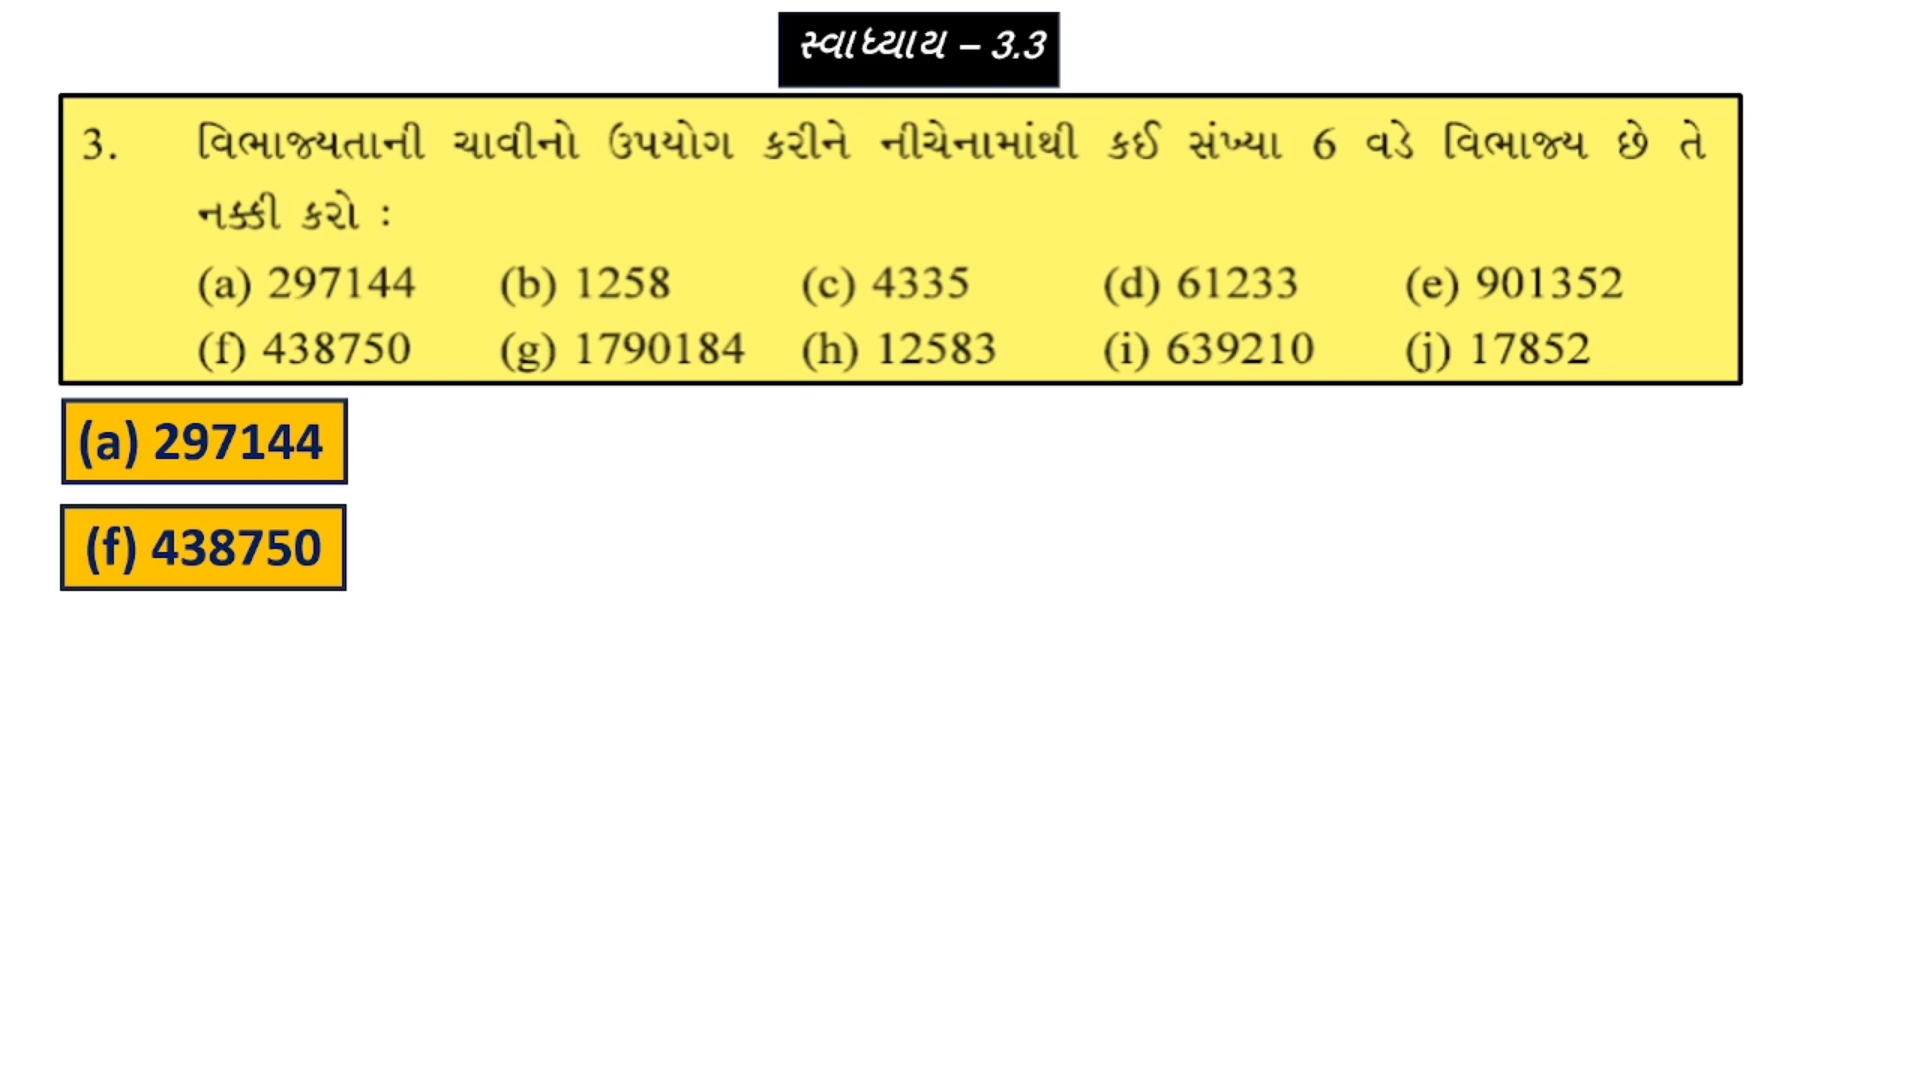 સ્વાધ્યાય – 3.3
3. વિભાજ્યતાની ચાવીનો ઉપયોગ કરીને નીચેનામાંથી કઈ સંખ્યા 6 વડે વિભાજ્ય છે તે
નક્કી કરો :
(a) 297144 (b) 1258 (c) 4335 (d) 61233 (e) 901352
(f) 438750 (g) 1790184 (h) 12583 (i) 639210 (j) 17852
(a) 297144
(f) 438750